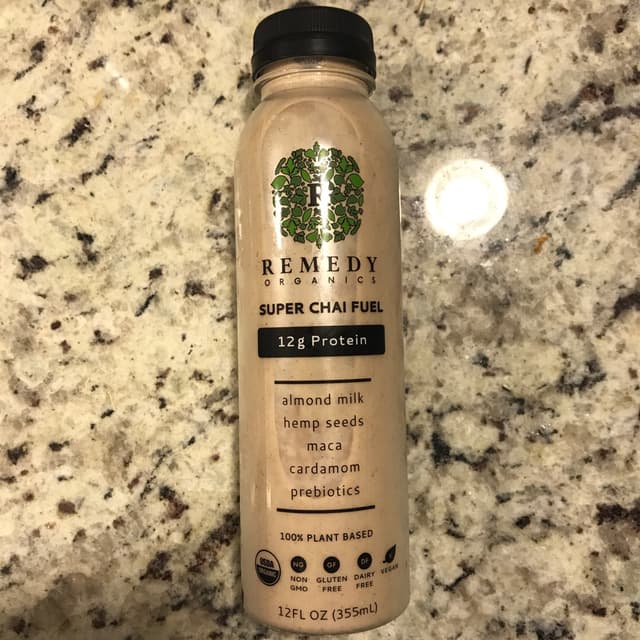 R
REMEDY
ORGANICS
SUPER CHAI FUEL
12g Protein
almond milk
hemp seeds
maca
cardamom
prebiotics
100% PLANT BASED
USDA
NG GF DF
NON GMO
GLUTEN FREE
DAIRY FREE
VEGAN
12FL OZ (355mL)